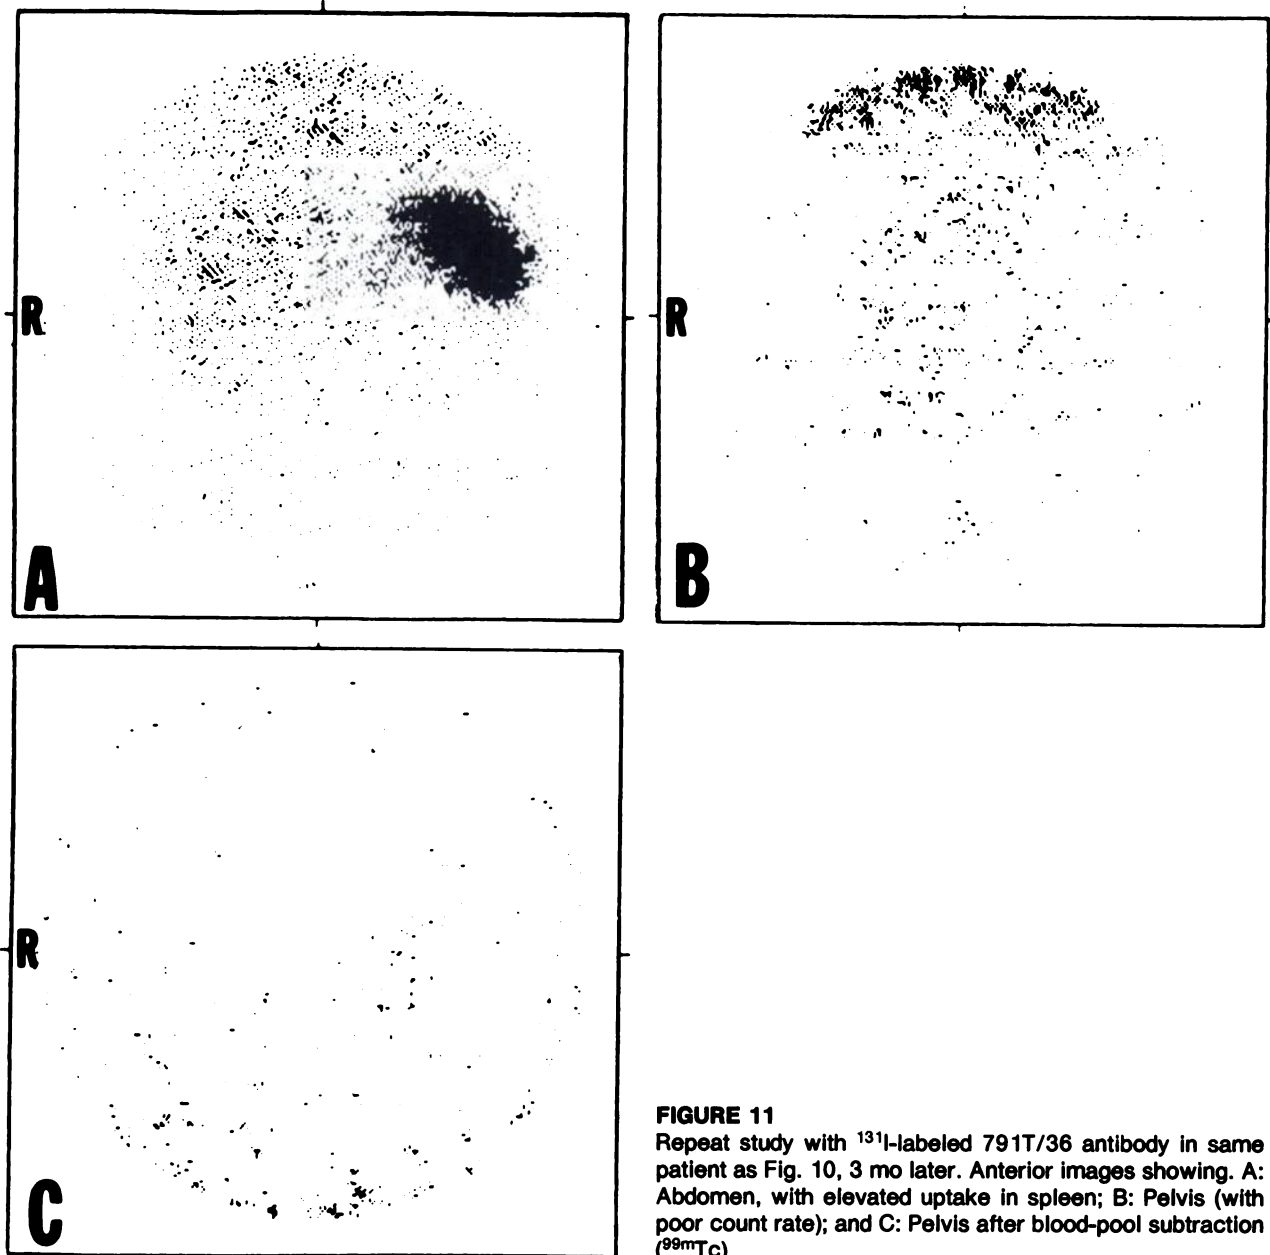 R
A
R
B
R
C
FIGURE 11
Repeat study with ¹³¹I-labeled 791T/36 antibody in same
patient as Fig. 10, 3 mo later. Anterior images showing. A:
Abdomen, with elevated uptake in spleen; B: Pelvis (with
poor count rate); and C: Pelvis after blood-pool subtraction
(⁹⁹ᵐTc)